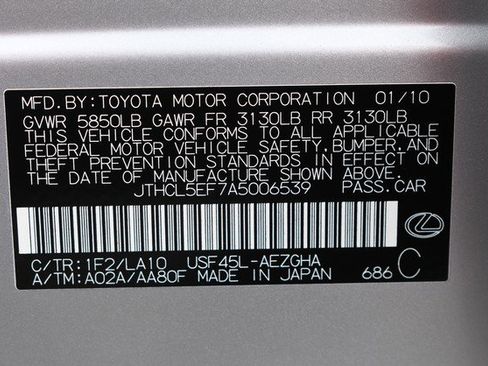 MFD. BY: TOYOTA MOTOR CORPORATION 01/10
GVWR 5850LB GAWR FR 3130LB RR 3130LB
THIS VEHICLE CONFORMS TO ALL APPLICABLE
FEDERAL MOTOR VEHICLE SAFETY, BUMPER, AND
THEFT PREVENTION STANDARDS IN EFFECT ON
THE DATE OF MANUFACTURE SHOWN ABOVE.
JTHCL5EF7A5006539 PASS. CAR
C/TR: 1F2/LA10 USF45L-AEZGHA
A/TM: A02A/AA80F MADE IN JAPAN 686 C